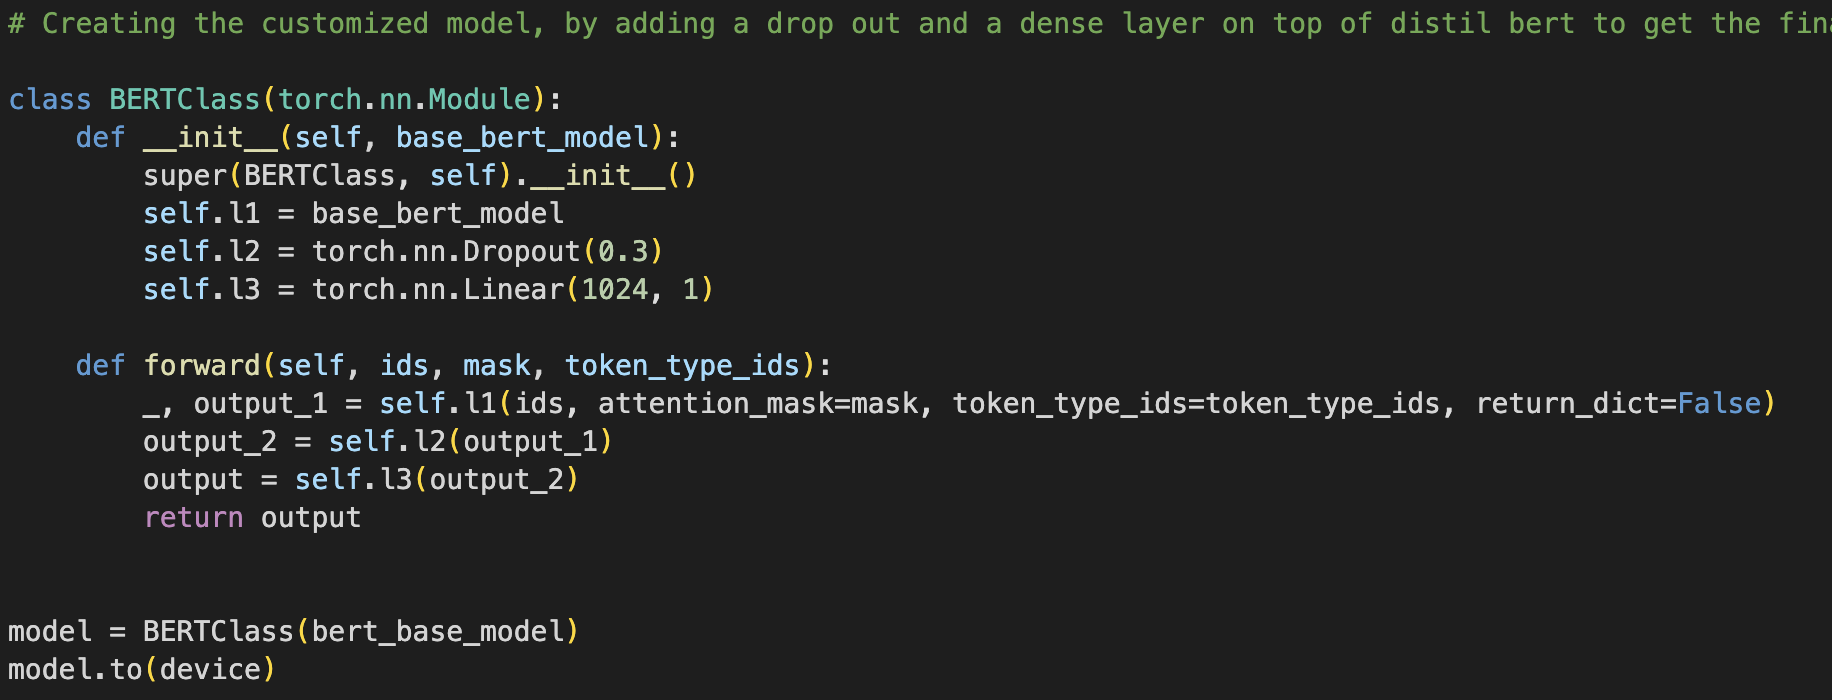 # Creating the customized model, by adding a drop out and a dense layer on top of distil bert to get the
class BERTClass(torch.nn.Module):
    def __init__(self, base_bert_model):
        super(BERTClass, self).__init__()
        self.l1 = base_bert_model
        self.l2 = torch.nn.Dropout(0.3)
        self.l3 = torch.nn.Linear(1024, 1)
    def forward(self, ids, mask, token_type_ids):
        _, output_1 = self.l1(ids, attention_mask=mask, token_type_ids=token_type_ids, return_dict=False)
        output_2 = self.l2(output_1)
        output = self.l3(output_2)
        return output
model = BERTClass(bert_base_model)
model.to(device)